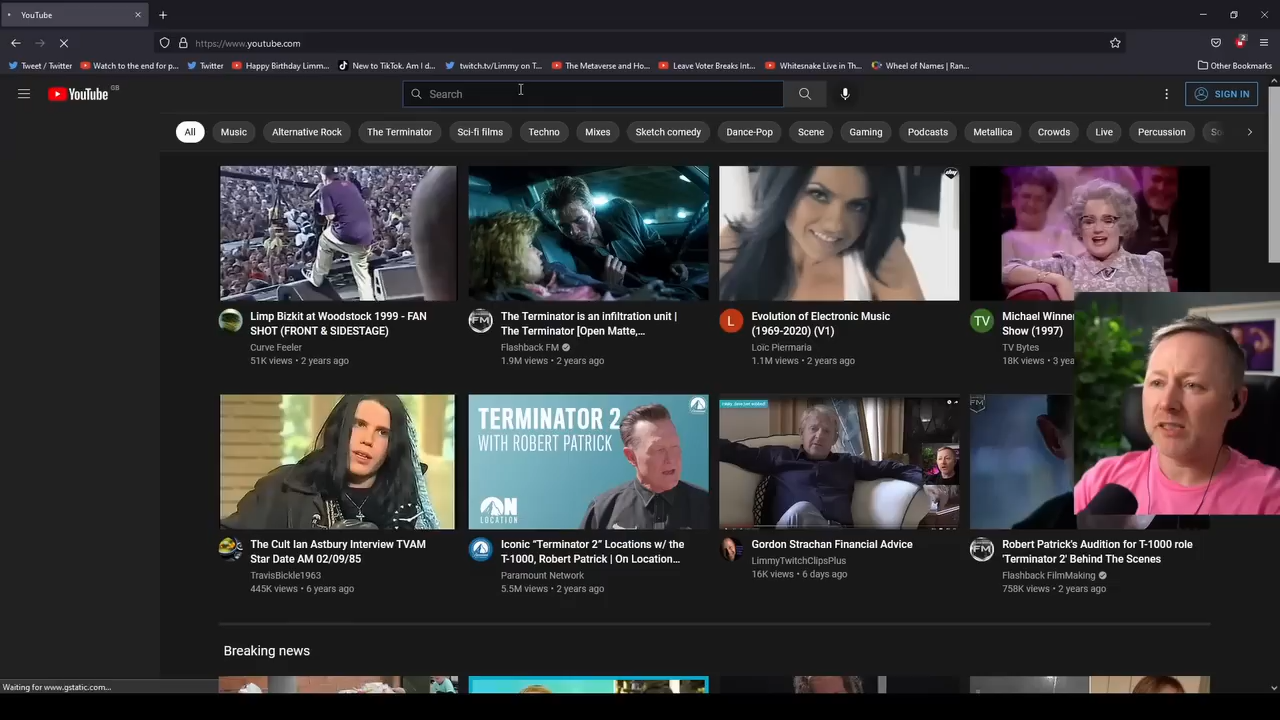 YouTube
https://www.youtube.com
2
Tweet / Twitter
Watch to the end for p...
Twitter
Happy Birthday Limm...
New to TikTok. Am I d...
twitch.tv/Limmy on T...
The Metaverse and Ho...
Leave Voter Breaks Int...
Whitesnake Live in Th...
Wheel of Names | Ran...
Other Bookmarks
YouTube GB
Search
SIGN IN
All
Music
Alternative Rock
The Terminator
Sci-fi films
Techno
Mixes
Sketch comedy
Dance-Pop
Scene
Gaming
Podcasts
Metallica
Crowds
Live
Percussion
So
Limp Bizkit at Woodstock 1999 - FAN
SHOT (FRONT & SIDESTAGE)
Curve Feeler
51K views • 2 years ago
FM
The Terminator is an infiltration unit |
The Terminator [Open Matte,...
Flashback FM
1.9M views • 2 years ago
L
Evolution of Electronic Music
(1969-2020) (V1)
Loïc Piermaria
1.1M views • 2 years ago
TV
Michael Winner
Show (1997)
TV Bytes
18K views • 3 yea
TERMINATOR 2
WITH ROBERT PATRICK
ON
LOCATION
FM
The Cult Ian Astbury Interview TVAM
Star Date AM 02/09/85
TravisBickle1963
445K views • 6 years ago
Iconic “Terminator 2” Locations w/ the
T-1000, Robert Patrick | On Location...
Paramount Network
5.5M views • 2 years ago
Gordon Strachan Financial Advice
LimmyTwitchClipsPlus
16K views • 6 days ago
FM
Robert Patrick's Audition for T-1000 role
'Terminator 2' Behind The Scenes
Flashback FilmMaking
758K views • 2 years ago
Breaking news
Waiting for www.gstatic.com...